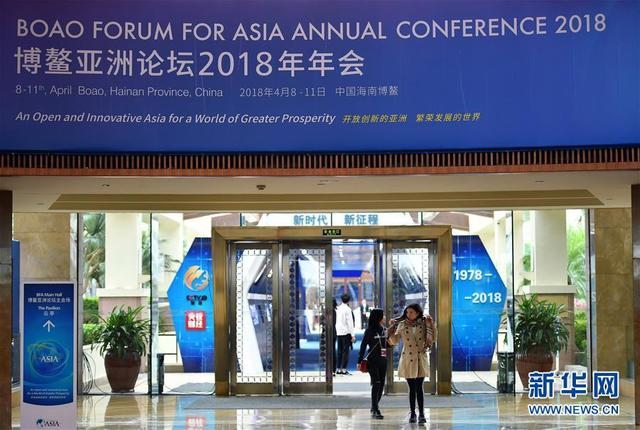 BOAO FORUM FOR ASIA ANNUAL CONFERENCE 2018
博鳌亚洲论坛2018年年会
8-11th, April Boao, Hainan Province, China 2018年4月8-11日 中国海南博鳌
An Open and Innovative Asia for a World of Greater Prosperity 开放创新的亚洲 繁荣发展的世界
新时代 新征程
1978—
—2018
央视财经
BFA Main Hall
博鳌亚洲论坛主会场
The Pavilion
ASIA
ASIA
新华网
WWW.NEWS.CN